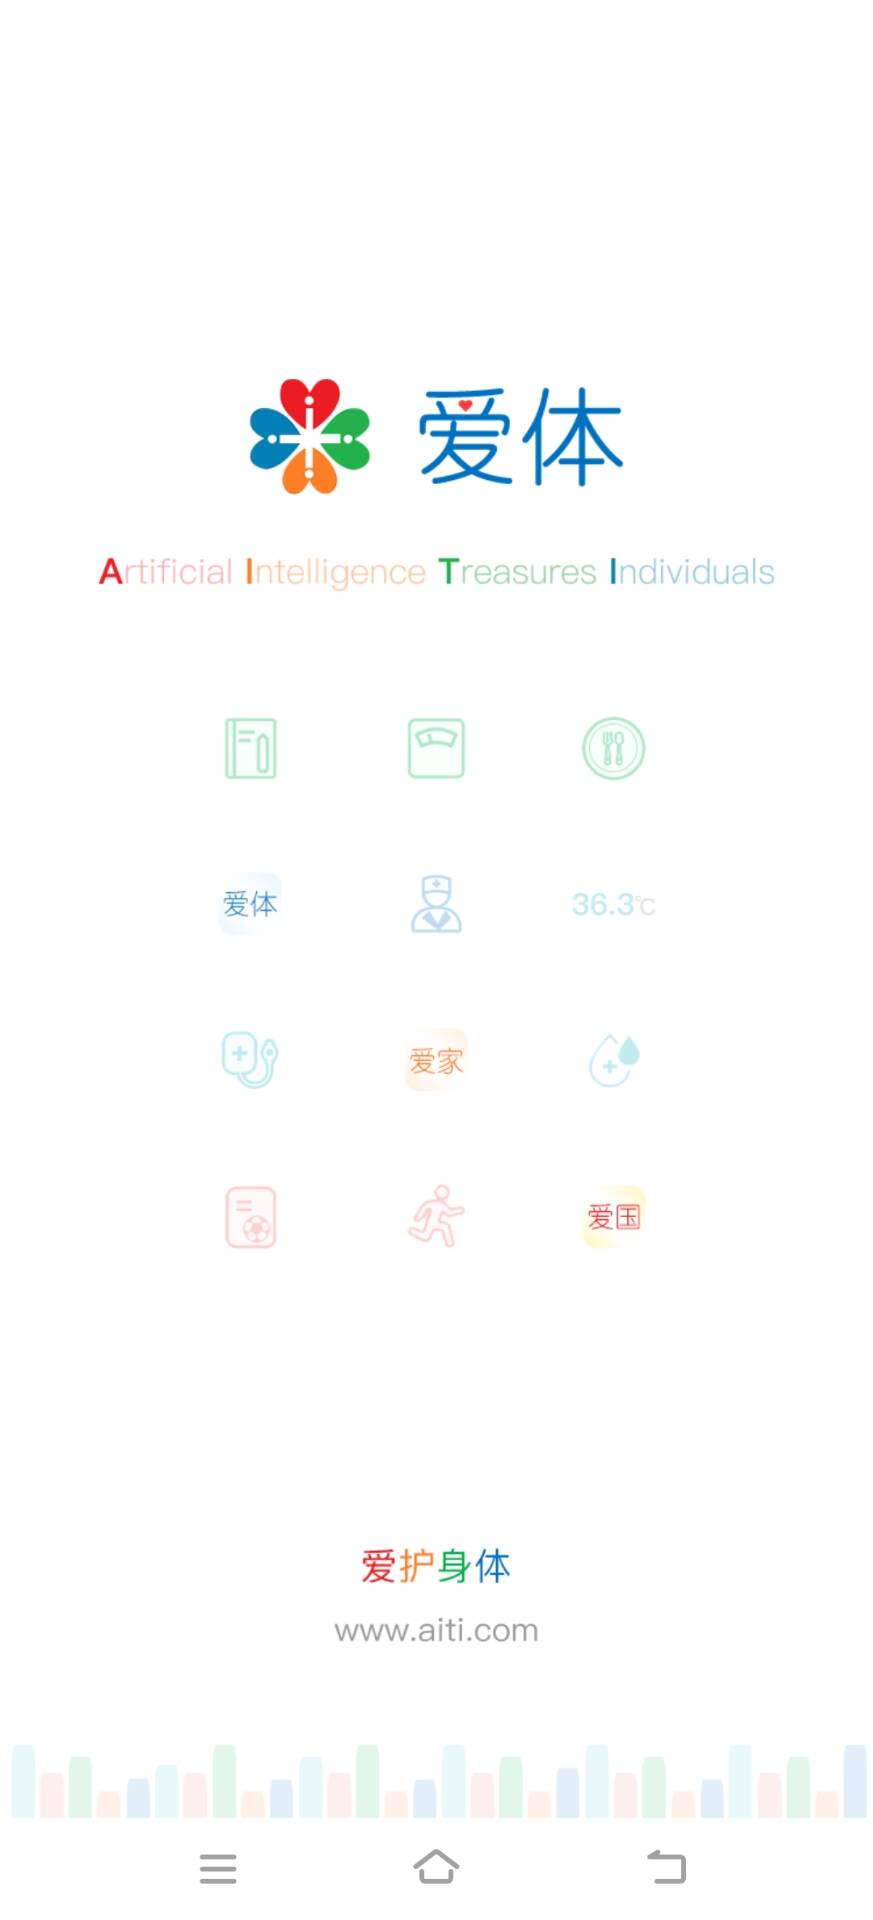 爱体
Artificial Intelligence Treasures Individuals
爱体
36.3℃
爱家
爱国
爱护身体
www.aiti.com